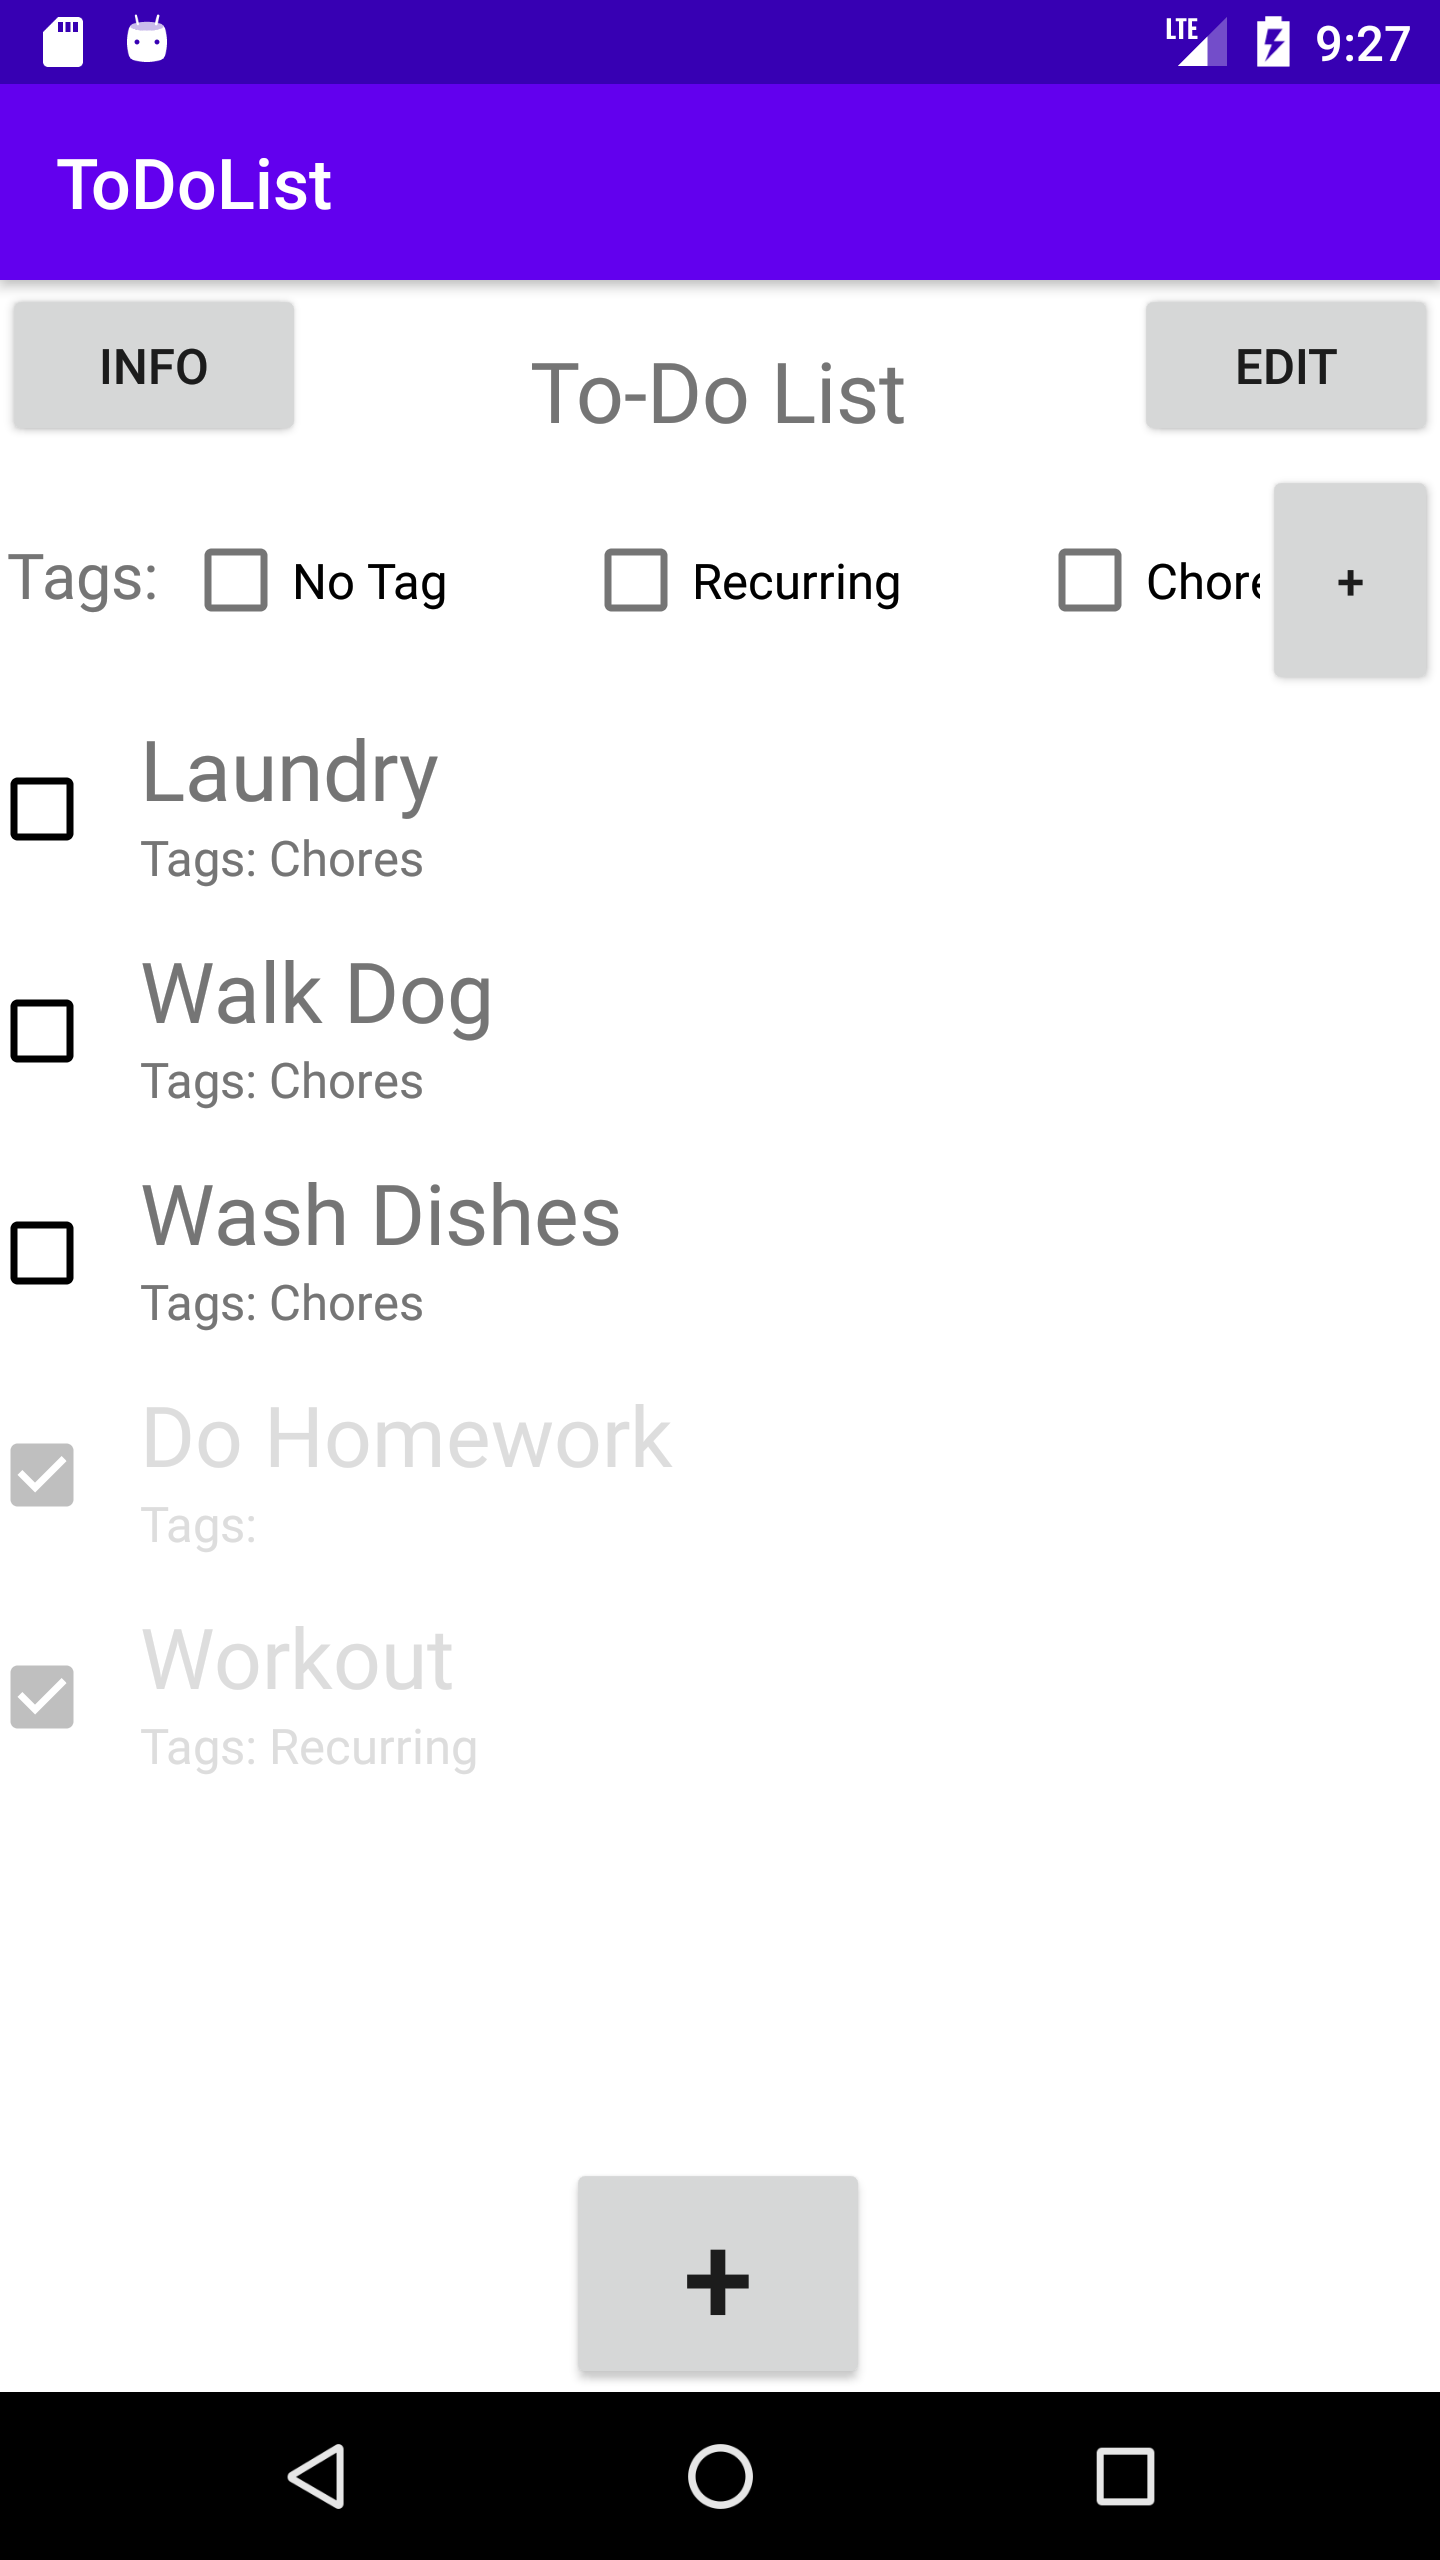 LTE 9:27
ToDoList
INFO To-Do List EDIT
Tags: No Tag Recurring Chore +
Laundry
Tags: Chores
Walk Dog
Tags: Chores
Wash Dishes
Tags: Chores
Do Homework
Tags:
Workout
Tags: Recurring
+